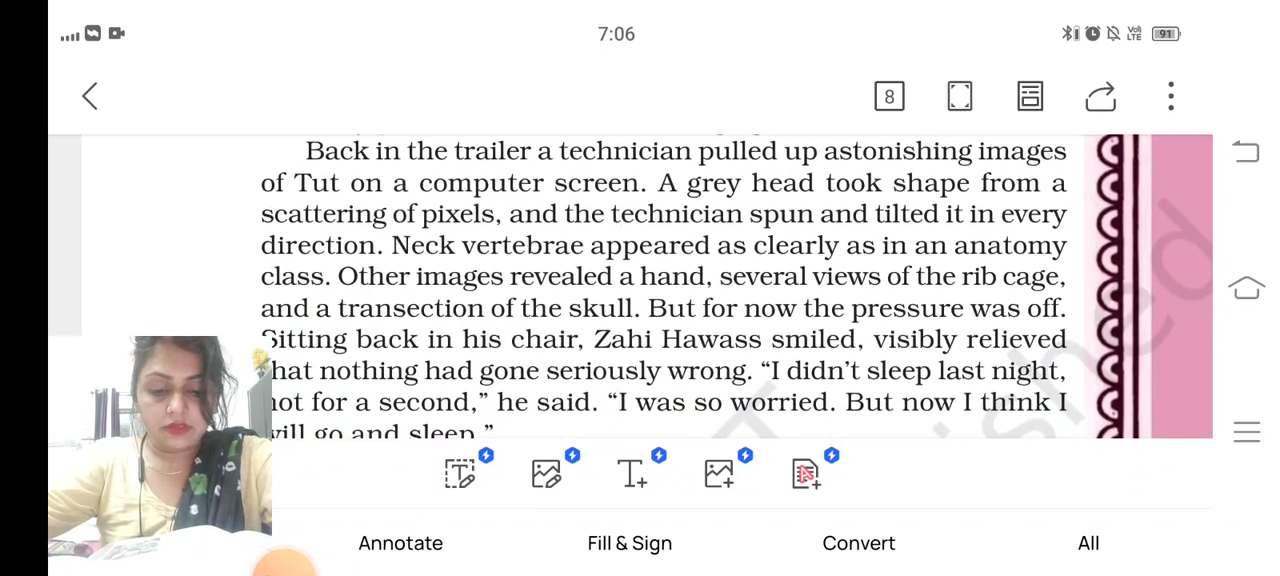 7:06
Vo) LTE
91
8
Back in the trailer a technician pulled up astonishing images
of Tut on a computer screen. A grey head took shape from a
scattering of pixels, and the technician spun and tilted it in every
direction. Neck vertebrae appeared as clearly as in an anatomy
class. Other images revealed a hand, several views of the rib cage,
and a transection of the skull. But for now the pressure was off.
Sitting back in his chair, Zahi Hawass smiled, visibly relieved
that nothing had gone seriously wrong. “I didn’t sleep last night,
not for a second,” he said. “I was so worried. But now I think I
will go and sleep.”
Annotate
Fill & Sign
Convert
All